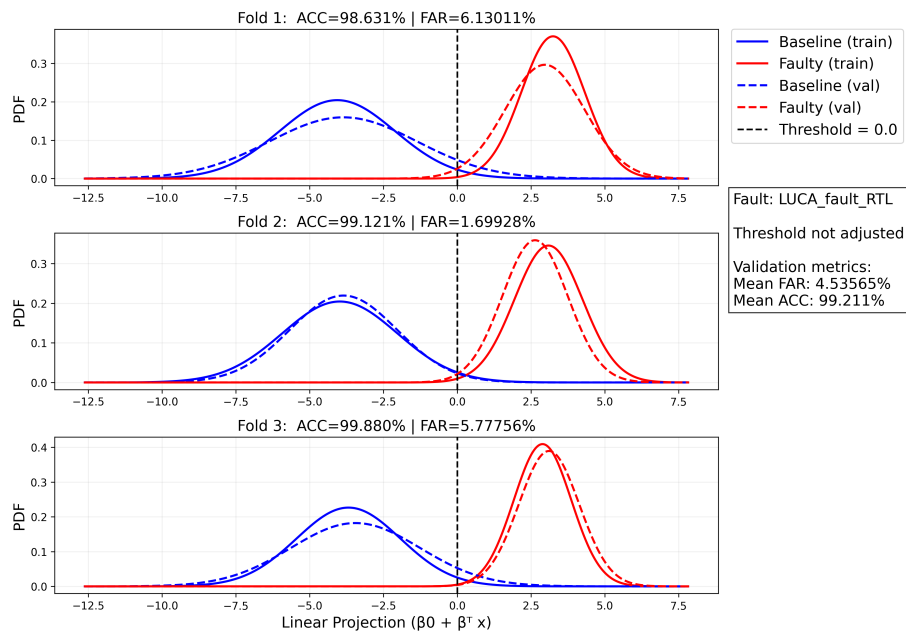 Fold 1:  ACC=98.631% | FAR=6.13011%
PDF
0.3
0.2
0.1
0.0
−12.5 −10.0 −7.5 −5.0 −2.5 0.0 2.5 5.0 7.5
Baseline (train)
Faulty (train)
Baseline (val)
Faulty (val)
Threshold = 0.0
Fault: LUCA_fault_RTL
Threshold not adjusted
Validation metrics:
Mean FAR: 4.53565%
Mean ACC: 99.211%
Fold 2:  ACC=99.121% | FAR=1.69928%
PDF
0.3
0.2
0.1
0.0
−12.5 −10.0 −7.5 −5.0 −2.5 0.0 2.5 5.0 7.5
Fold 3:  ACC=99.880% | FAR=5.77756%
PDF
0.4
0.3
0.2
0.1
0.0
−12.5 −10.0 −7.5 −5.0 −2.5 0.0 2.5 5.0 7.5
Linear Projection (β0 + βᵀ x)